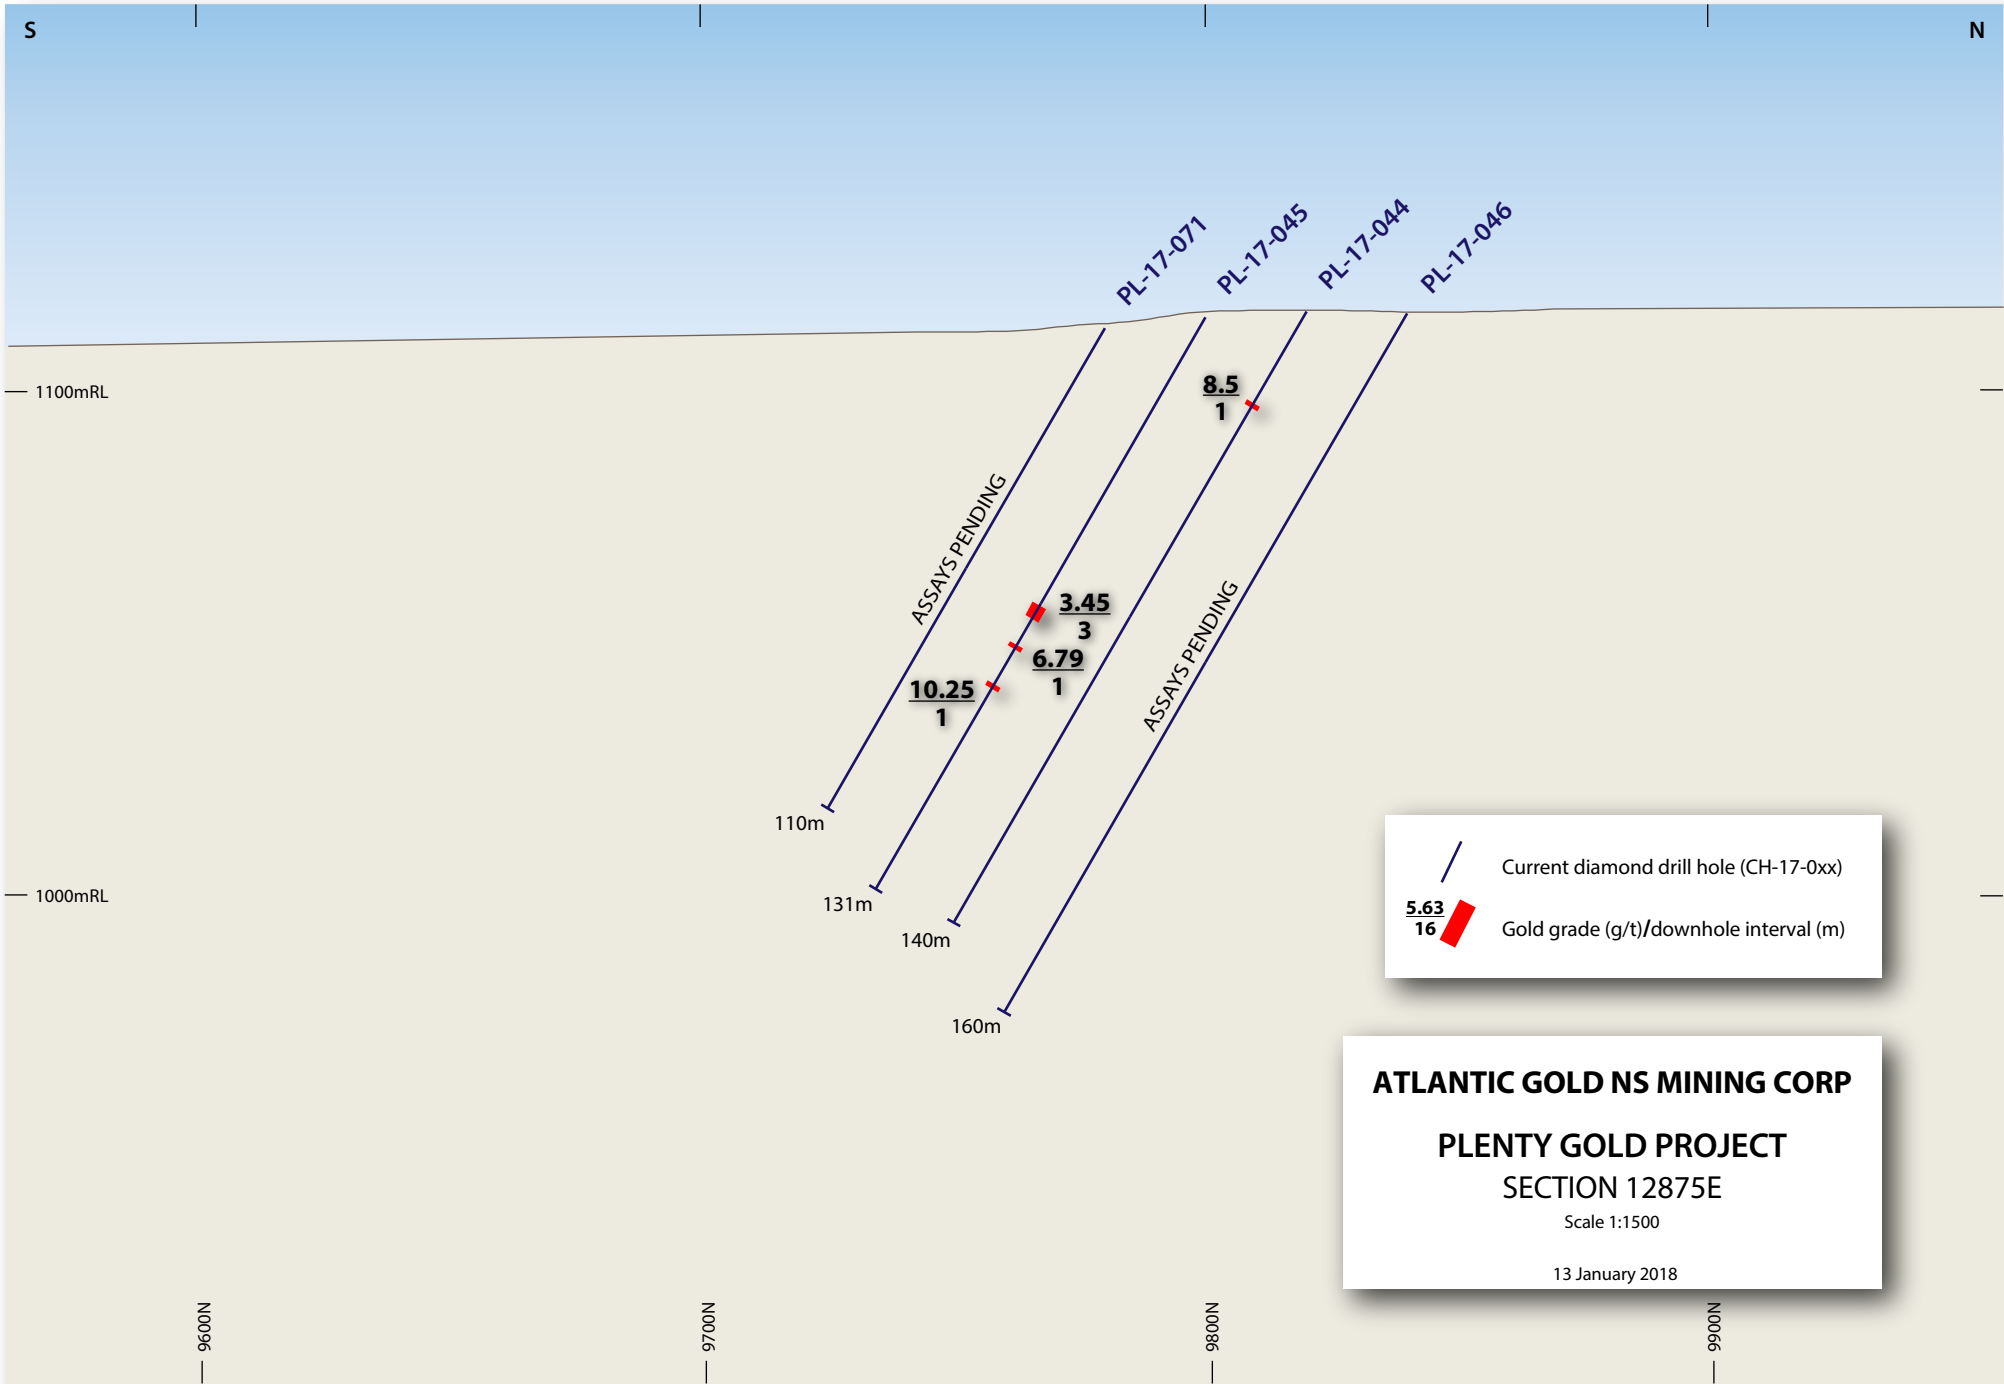 S
N
PL-17-071
PL-17-045
PL-17-044
PL-17-046
1100mRL
8.5
1
ASSAYS PENDING
3.45
3
ASSAYS PENDING
6.79
1
10.25
1
110m
131m
140m
160m
1000mRL
Current diamond drill hole (CH-17-0xx)
5.63
16
Gold grade (g/t)/downhole interval (m)
ATLANTIC GOLD NS MINING CORP
PLENTY GOLD PROJECT
SECTION 12875E
Scale 1:1500
13 January 2018
9600N
9700N
9800N
9900N